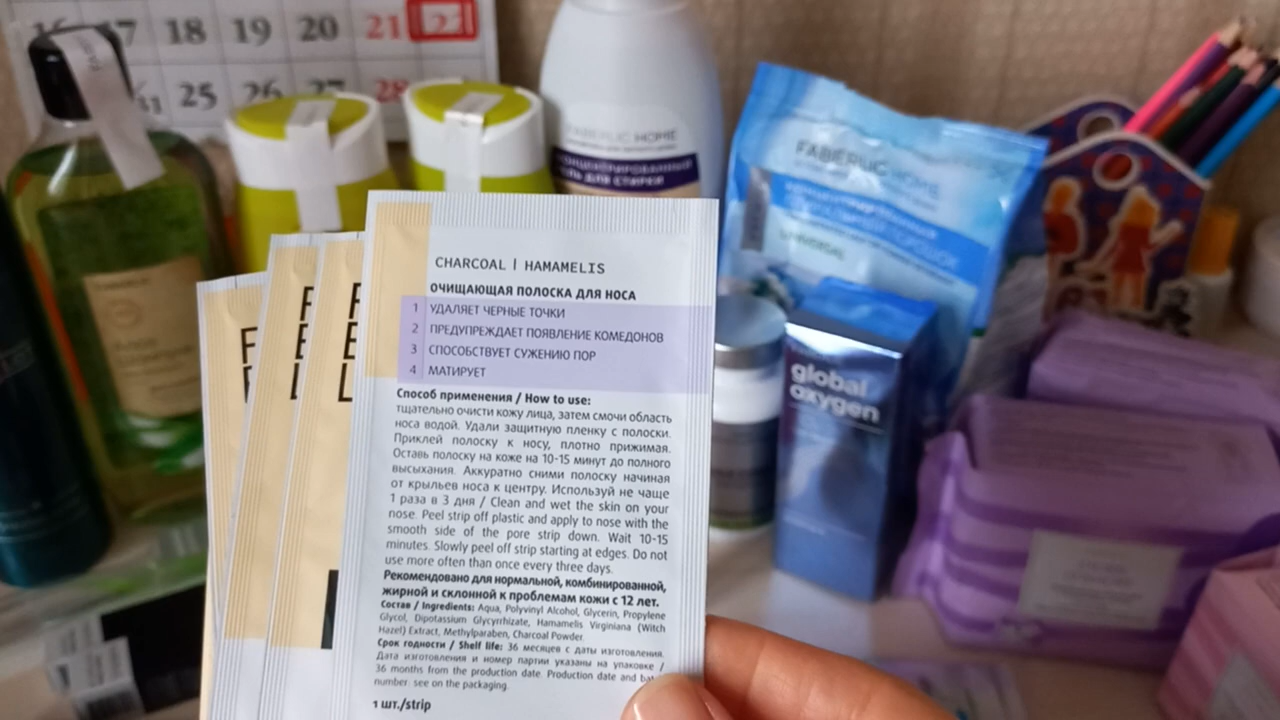 17 18 19 20 21 22
25 26 27 28
FABERLIC HOME
КОНЦЕНТРИРОВАННЫЙ
ГЕЛЬ ДЛЯ СТИРКИ
FABERLIC HOME
UNIVERSAL
global
oxygen
CHARCOAL | HAMAMELIS
ОЧИЩАЮЩАЯ ПОЛОСКА ДЛЯ НОСА
1 УДАЛЯЕТ ЧЕРНЫЕ ТОЧКИ
2 ПРЕДУПРЕЖДАЕТ ПОЯВЛЕНИЕ КОМЕДОНОВ
3 СПОСОБСТВУЕТ СУЖЕНИЮ ПОР
4 МАТИРУЕТ
Способ применения / How to use:
тщательно очисти кожу лица, затем смочи область
носа водой. Удали защитную пленку с полоски.
Приклей полоску к носу, плотно прижимая.
Оставь полоску на коже на 10-15 минут до полного
высыхания. Аккуратно сними полоску начиная
от крыльев носа к центру. Используй не чаще
1 раза в 3 дня / Clean and wet the skin on your
nose. Peel strip off plastic and apply to nose with the
smooth side of the pore strip down. Wait 10-15
minutes. Slowly peel off strip starting at edges. Do not
use more often than once every three days.
Рекомендовано для нормальной, комбинированной,
жирной и склонной к проблемам кожи с 12 лет.
Состав / Ingredients: Aqua, Polyvinyl Alcohol, Glycerin, Propylene
Glycol, Dipotassium Glycyrrhizate, Hamamelis Virginiana (Witch
Hazel) Extract, Methylparaben, Charcoal Powder.
Срок годности / Shelf life: 36 месяцев с даты изготовления.
Дата изготовления и номер партии указаны на упаковке /
36 months from the production date. Production date and
number: see on the packaging.
1 шт./strip